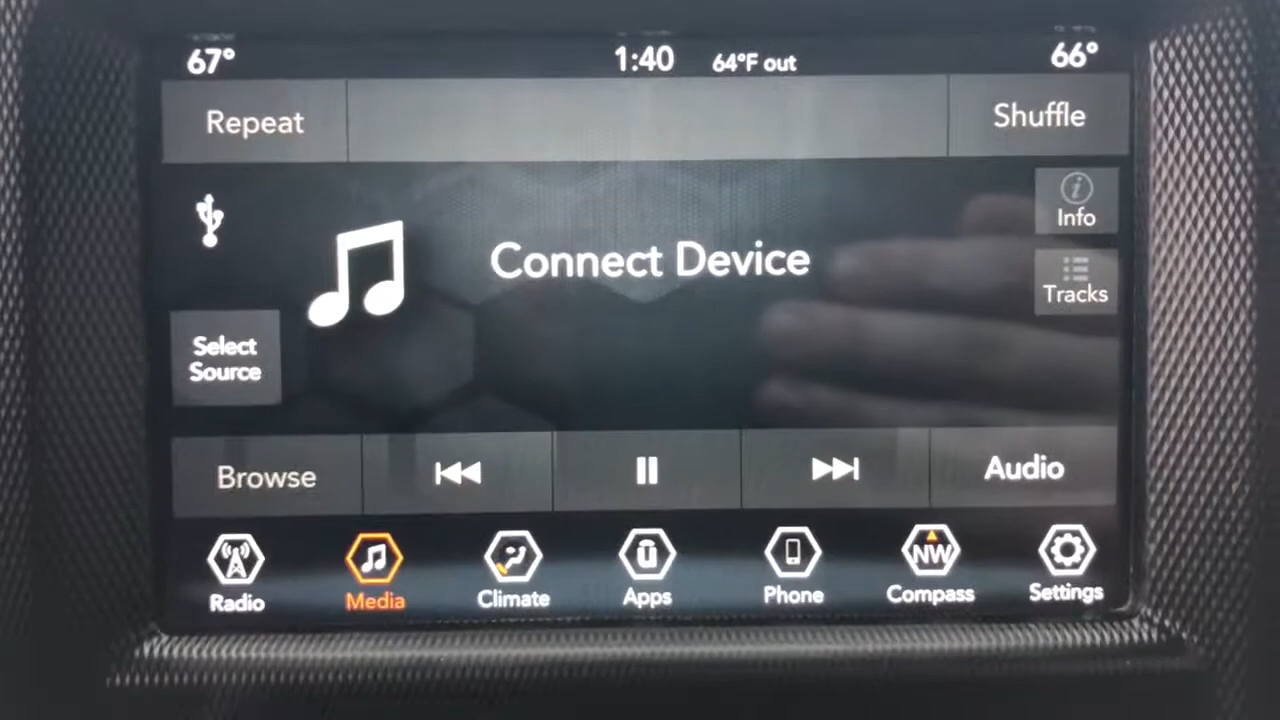 67° 1:40 64°F out 66°
Repeat Shuffle
Info
Connect Device
Tracks
Select
Source
Browse Audio
NW
Radio Media Climate Apps Phone Compass Settings